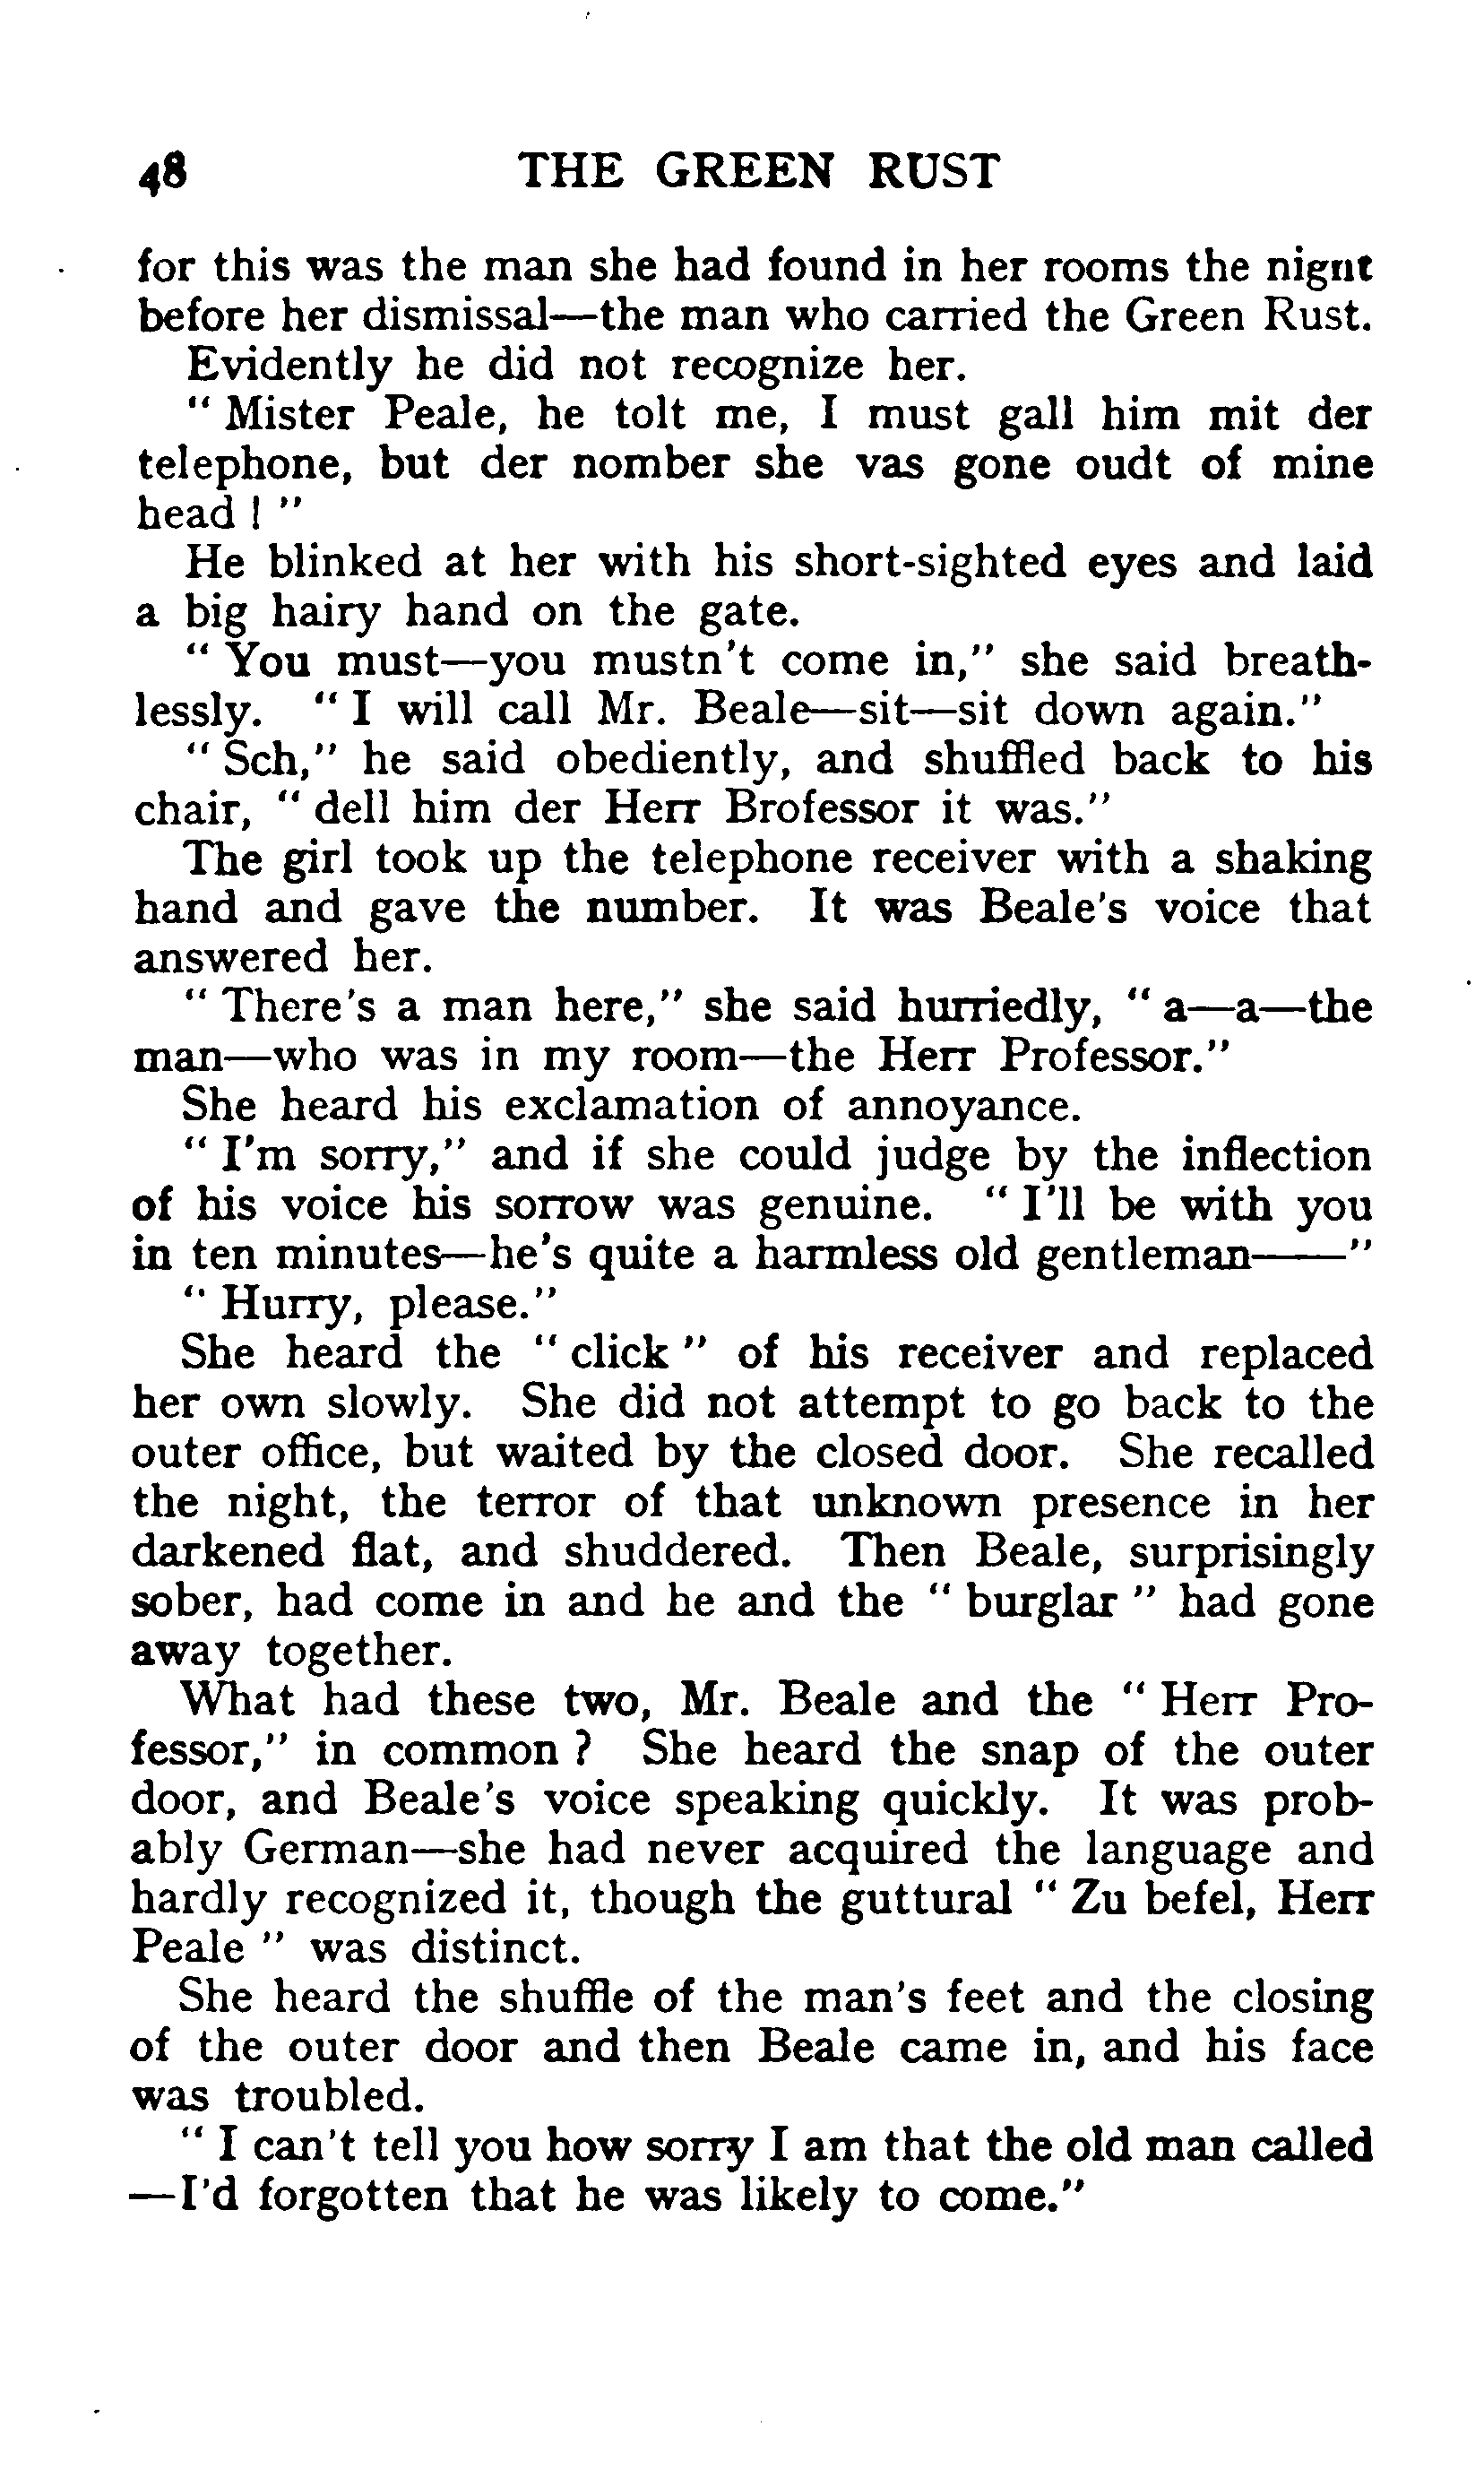 48 THE GREEN RUST
for this was the man she had found in her rooms the night
before her dismissal—the man who carried the Green Rust.
Evidently he did not recognize her.
" Mister Peale, he tolt me, I must gall him mit der
telephone, but der nomber she vas gone oudt of mine
head ! "
He blinked at her with his short-sighted eyes and laid
a big hairy hand on the gate.
" You must—you mustn't come in," she said breath-
lessly. " I will call Mr. Beale—sit—sit down again."
" Sch," he said obediently, and shuffled back to his
chair, " dell him der Herr Brofessor it was."
The girl took up the telephone receiver with a shaking
hand and gave the number. It was Beale's voice that
answered her.
" There's a man here," she said hurriedly, " a—a—the
man—who was in my room—the Herr Professor."
She heard his exclamation of annoyance.
" I'm sorry," and if she could judge by the inflection
of his voice his sorrow was genuine. " I'll be with you
in ten minutes—he's quite a harmless old gentleman——"
" Hurry, please."
She heard the " click " of his receiver and replaced
her own slowly. She did not attempt to go back to the
outer office, but waited by the closed door. She recalled
the night, the terror of that unknown presence in her
darkened flat, and shuddered. Then Beale, surprisingly
sober, had come in and he and the " burglar " had gone
away together.
What had these two, Mr. Beale and the " Herr Pro-
fessor," in common ? She heard the snap of the outer
door, and Beale's voice speaking quickly. It was prob-
ably German—she had never acquired the language and
hardly recognized it, though the guttural " Zu befel, Herr
Peale " was distinct.
She heard the shuffle of the man's feet and the closing
of the outer door and then Beale came in, and his face
was troubled.
" I can't tell you how sorry I am that the old man called
—I'd forgotten that he was likely to come."